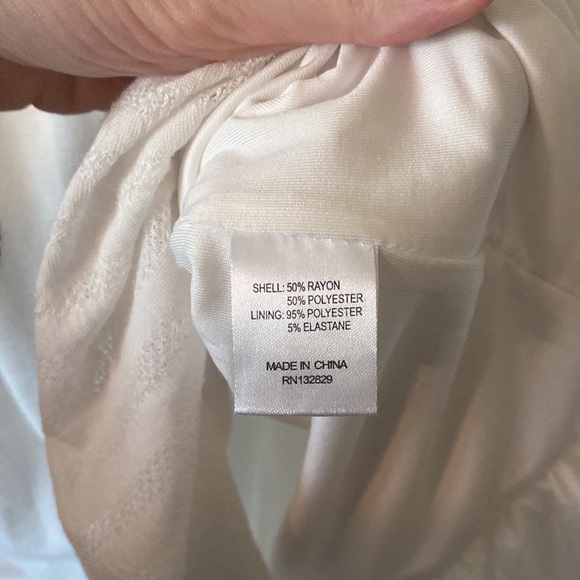 SHELL: 50% RAYON
50% POLYESTER
LINING: 95% POLYESTER
5% ELASTANE
MADE IN CHINA
RN132829